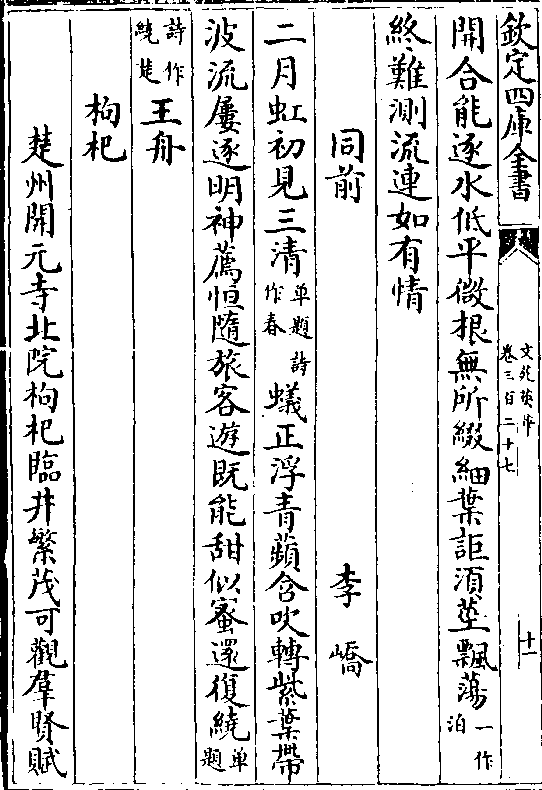 欽定四庫全書
文苑英華
卷三百二十七
十一
開合能逐水低平微根無所綴細葉詎須莖飄蕩一作泊
終難測流連如有情
同前 李嶠
二月虹初見三清單題詩作春蟻正浮青蘋含吹轉紫葉帶
波流屢逐明神薦恒隨旅客遊既能甜似蜜還復繞單題
詩作繞楚王舟
枸杞
楚州開元寺北院枸杞臨井繁茂可觀羣賢賦